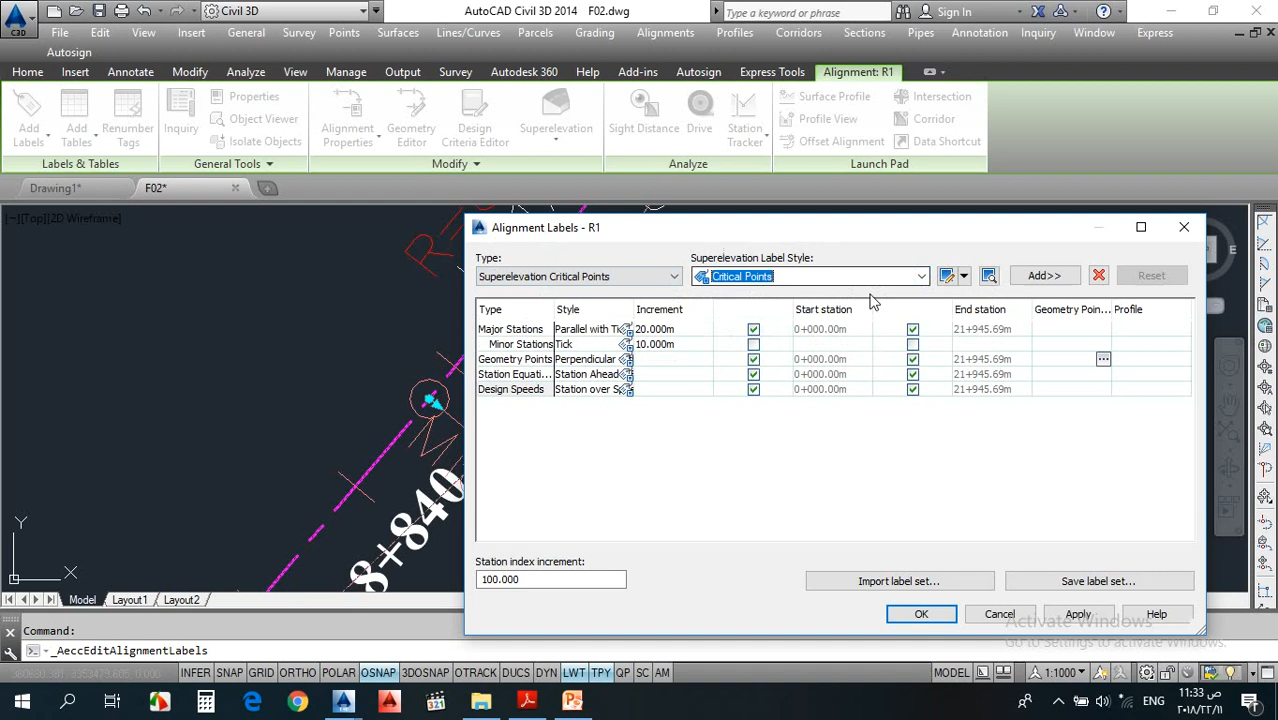 C3D
Civil 3D
AutoCAD Civil 3D 2014 F02.dwg
Type a keyword or phrase
Sign In
File Edit View Insert General Survey Points Surfaces Lines/Curves Parcels Grading Alignments Profiles Corridors Sections Pipes Annotation Inquiry Window Express
Autosign
Home Insert Annotate Modify Analyze View Manage Output Survey Autodesk 360 Help Add-ins Autosign Express Tools Alignment: R1
Add Labels
Add Tables
Renumber Tags
Inquiry
Properties
Object Viewer
Isolate Objects
Alignment Properties
Geometry Editor
Design Criteria Editor
Superelevation
Sight Distance
Drive
Station Tracker
Surface Profile
Profile View
Offset Alignment
Intersection
Corridor
Data Shortcut
Labels & Tables General Tools Modify Analyze Launch Pad
Drawing1* F02*
[−][Top][2D Wireframe]
Alignment Labels - R1
Type: Superelevation Label Style:
Superelevation Critical Points Critical Points Add>> Reset
Type Style Increment Start station End station Geometry Poin... Profile
Major Stations Parallel with Ti 20.000m 0+000.00m 21+945.69m
Minor Stations Tick 10.000m
Geometry Points Perpendicular 0+000.00m 21+945.69m ...
Station Equati... Station Ahead 0+000.00m 21+945.69m
Design Speeds Station over S 0+000.00m 21+945.69m
8+840
Station index increment:
100.000
Import label set... Save label set...
OK Cancel Apply Help
Activate Windows
Go to Settings to activate Windows.
Y
X
Model Layout1 Layout2
Command:
_AeccEditAlignmentLabels
INFER SNAP GRID ORTHO POLAR OSNAP 3DOSNAP OTRACK DUCS DYN LWT TPY QP SC AM
MODEL 1:1000
ENG
11:33 ص
٢٠١٨/٢٢/١١